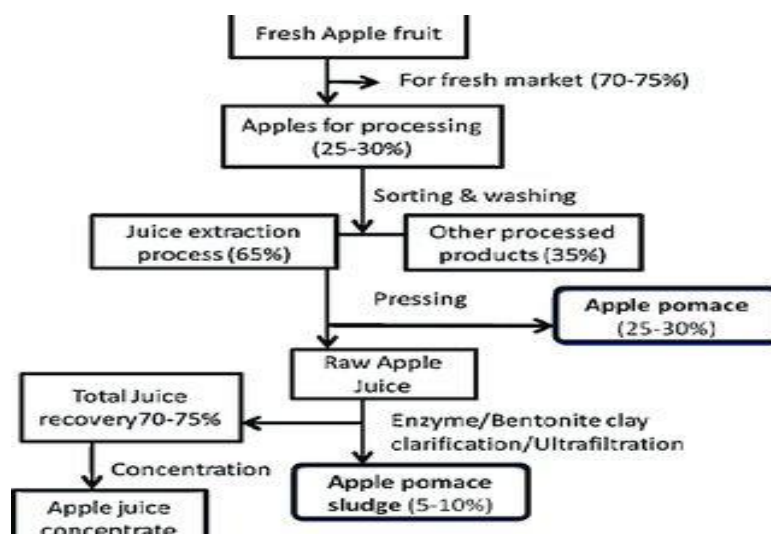 Fresh Apple fruit
For fresh market (70-75%)
Apples for processing
(25-30%)
Sorting & washing
Juice extraction
process (65%)
Other processed
products (35%)
Pressing
Apple pomace
(25-30%)
Raw Apple
Juice
Total Juice
recovery70-75%
Enzyme/Bentonite clay
clarification/Ultrafiltration
Concentration
Apple pomace
sludge (5-10%)
Apple juice
concentrate